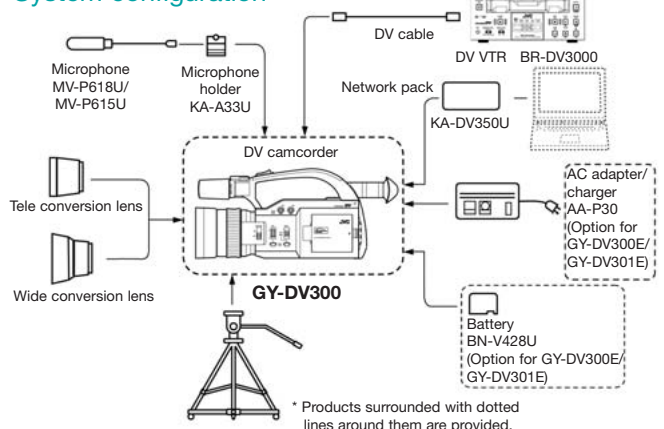 System Configuration
DV cable
DV VTR BR-DV3000
Microphone
MV-P618U/
MV-P615U
Microphone
holder
KA-A33U
Network pack
KA-DV350U
DV camcorder
JVC
AC adapter/
charger
AA-P30
(Option for
GY-DV300E/
GY-DV301E)
Tele conversion lens
Wide conversion lens
GY-DV300
Battery
BN-V428U
(Option for GY-DV300E/
GY-DV301E)
* Products surrounded with dotted
lines around them are provided.